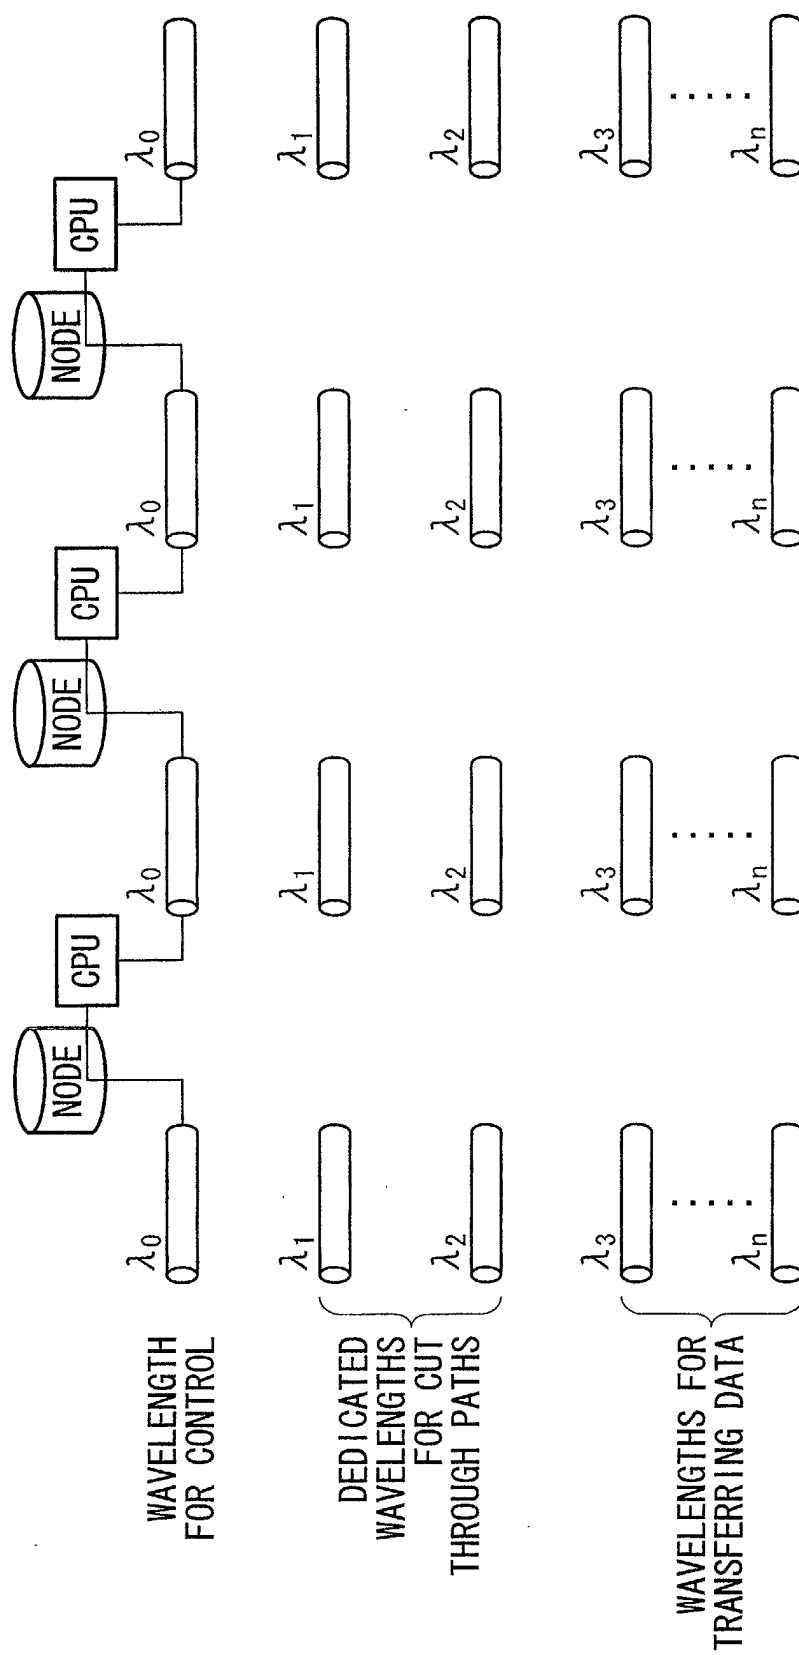 NODE CPU NODE CPU NODE CPU
WAVELENGTH
FOR CONTROL
λ0 λ0 λ0 λ0
DEDICATED
WAVELENGTHS
FOR CUT
THROUGH PATHS
λ1 λ1 λ1 λ1
λ2 λ2 λ2 λ2
WAVELENGTHS FOR
TRANSFERRING DATA
λ3 λ3 λ3 λ3
λn λn λn λn